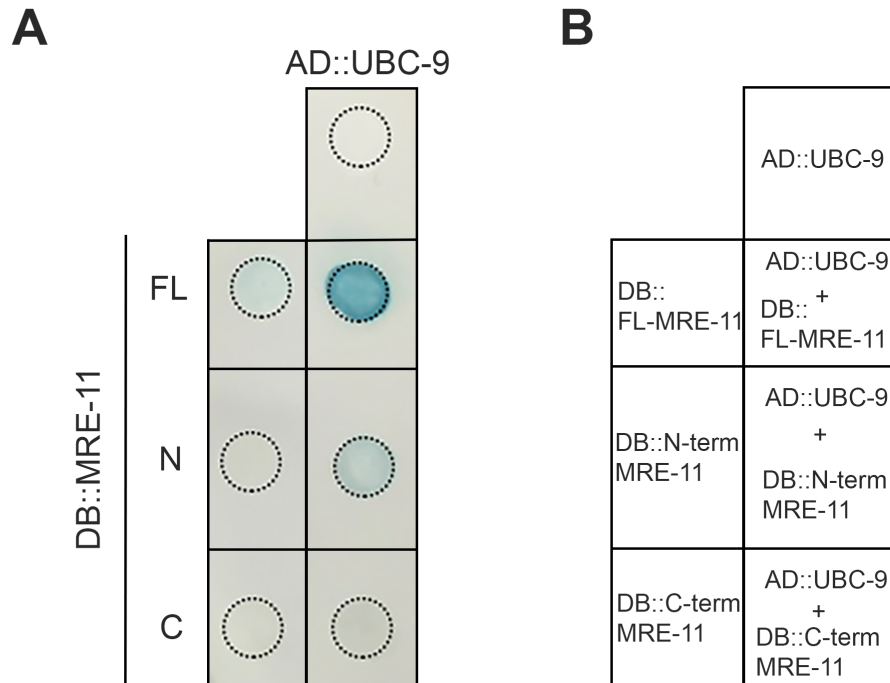 A
AD::UBC-9
DB::MRE-11
FL
N
C
B
AD::UBC-9
DB::
FL-MRE-11
AD::UBC-9
+
DB::
FL-MRE-11
DB::N-term
MRE-11
AD::UBC-9
+
DB::N-term
MRE-11
DB::C-term
MRE-11
AD::UBC-9
+
DB::C-term
MRE-11